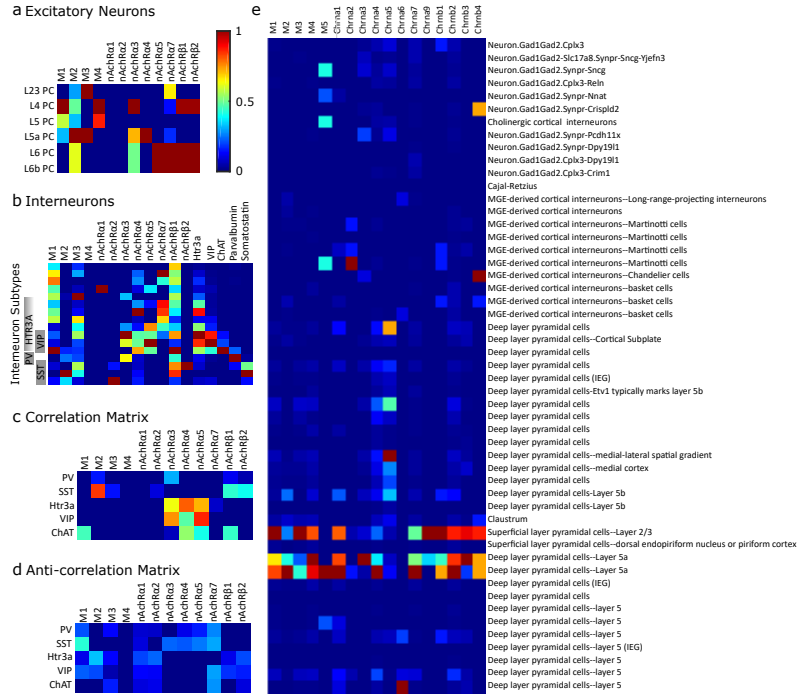 a Excitatory Neurons
M1
M2
M3
M4
nAChRα1
nAChRα2
nAChRα3
nAChRα4
nAChRα5
nAChRα7
nAChRβ1
nAChRβ2
L23 PC
L4 PC
L5 PC
L5a PC
L6 PC
L6b PC
1
0.5
0
b Interneurons
M1
M2
M3
M4
nAChRα1
nAChRα2
nAChRα3
nAChRα4
nAChRα5
nAChRα7
nAChRβ1
nAChRβ2
Htr3a
VIP
ChAT
Parvalbumin
Somatostatin
Interneuron Subtypes
HTR3A
VIP
PV
SST
c Correlation Matrix
M1
M2
M3
M4
nAChRα1
nAChRα2
nAChRα3
nAChRα4
nAChRα5
nAChRα7
nAChRβ1
nAChRβ2
PV
SST
Htr3a
VIP
ChAT
d Anti-correlation Matrix
M1
M2
M3
M4
nAChRα1
nAChRα2
nAChRα3
nAChRα4
nAChRα5
nAChRα7
nAChRβ1
nAChRβ2
PV
SST
Htr3a
VIP
ChAT
e
M1
M2
M3
M4
M5
Chrna1
Chrna2
Chrna3
Chrna4
Chrna5
Chrna6
Chrna7
Chrna9
Chrnb1
Chrnb2
Chrnb3
Chrnb4
Neuron.Gad1Gad2.Cplx3
Neuron.Gad1Gad2-Slc17a8.Synpr-Sncg-Yjefn3
Neuron.Gad1Gad2.Synpr-Sncg
Neuron.Gad1Gad2.Cplx3-Reln
Neuron.Gad1Gad2.Synpr-Nnat
Neuron.Gad1Gad2.Synpr-Crispld2
Cholinergic cortical interneurons
Neuron.Gad1Gad2.Synpr-Pcdh11x
Neuron.Gad1Gad2.Synpr-Dpy19l1
Neuron.Gad1Gad2.Cplx3-Dpy19l1
Neuron.Gad1Gad2.Cplx3-Crim1
Cajal-Retzius
MGE-derived cortical interneurons--Long-range-projecting interneurons
MGE-derived cortical interneurons
MGE-derived cortical interneurons--Martinotti cells
MGE-derived cortical interneurons--Martinotti cells
MGE-derived cortical interneurons--Martinotti cells
MGE-derived cortical interneurons--Martinotti cells
MGE-derived cortical interneurons--Chandelier cells
MGE-derived cortical interneurons--basket cells
MGE-derived cortical interneurons--basket cells
MGE-derived cortical interneurons--basket cells
Deep layer pyramidal cells
Deep layer pyramidal cells--Cortical Subplate
Deep layer pyramidal cells
Deep layer pyramidal cells
Deep layer pyramidal cells (IEG)
Deep layer pyramidal cells-Etv1 typically marks layer 5b
Deep layer pyramidal cells
Deep layer pyramidal cells
Deep layer pyramidal cells
Deep layer pyramidal cells
Deep layer pyramidal cells--medial-lateral spatial gradient
Deep layer pyramidal cells--medial cortex
Deep layer pyramidal cells
Deep layer pyramidal cells-Layer 5b
Deep layer pyramidal cells
Claustrum
Superficial layer pyramidal cells--Layer 2/3
Superficial layer pyramidal cells--dorsal endopiriform nucleus or piriform cortex
Deep layer pyramidal cells--Layer 5a
Deep layer pyramidal cells--Layer 5a
Deep layer pyramidal cells (IEG)
Deep layer pyramidal cells
Deep layer pyramidal cells--layer 5
Deep layer pyramidal cells--layer 5
Deep layer pyramidal cells--layer 5
Deep layer pyramidal cells--layer 5 (IEG)
Deep layer pyramidal cells--layer 5
Deep layer pyramidal cells--layer 5
Deep layer pyramidal cells--layer 5